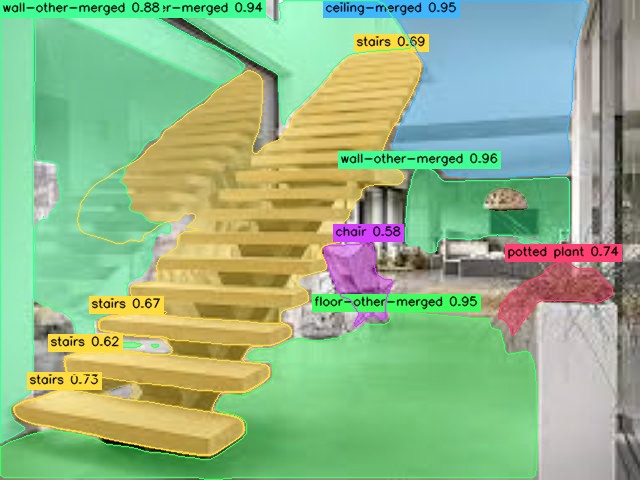 wall-other-merged 0.88
r-merged 0.94
ceiling-merged 0.95
stairs 0.69
wall-other-merged 0.96
chair 0.58
potted plant 0.74
stairs 0.67
floor-other-merged 0.95
stairs 0.62
stairs 0.73